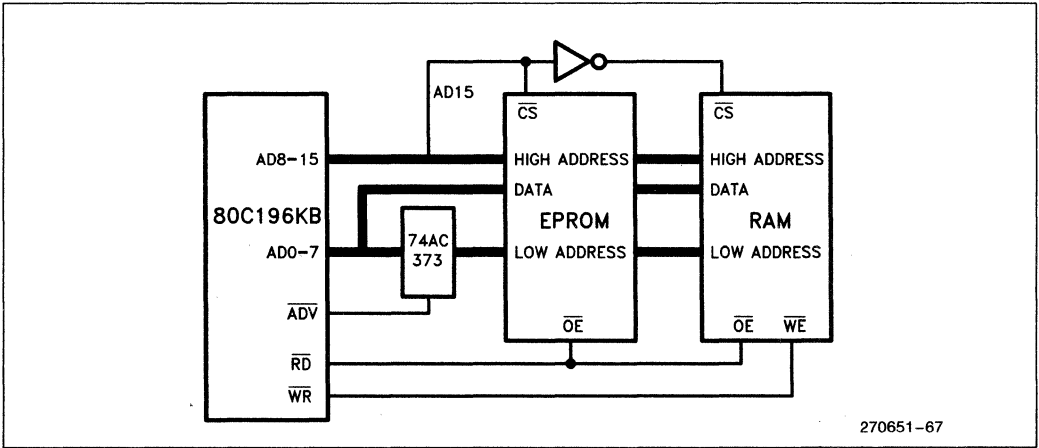 AD15
CS
CS
AD8-15
HIGH ADDRESS
HIGH ADDRESS
DATA
DATA
80C196KB
74AC
373
EPROM
RAM
AD0-7
LOW ADDRESS
LOW ADDRESS
ADV
OE
OE
WE
RD
WR
270651-67